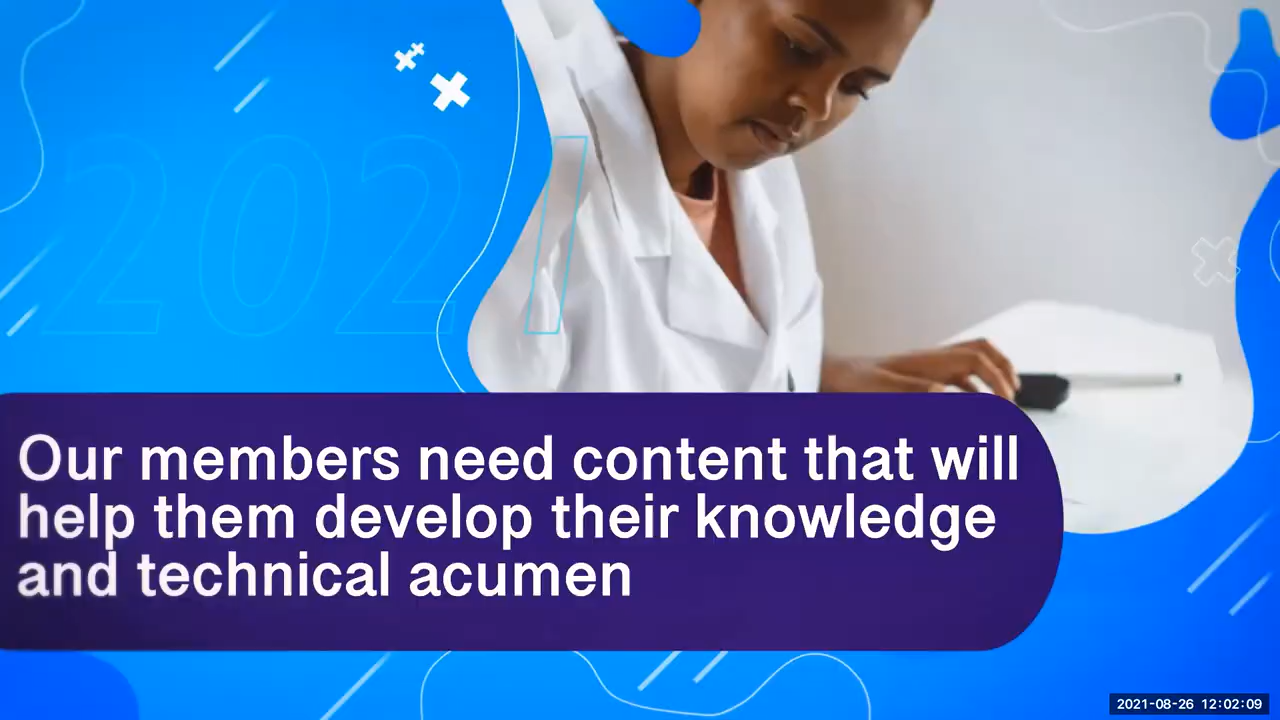 2021
Our members need content that will
help them develop their knowledge
and technical acumen
2021-08-26 12:02:09